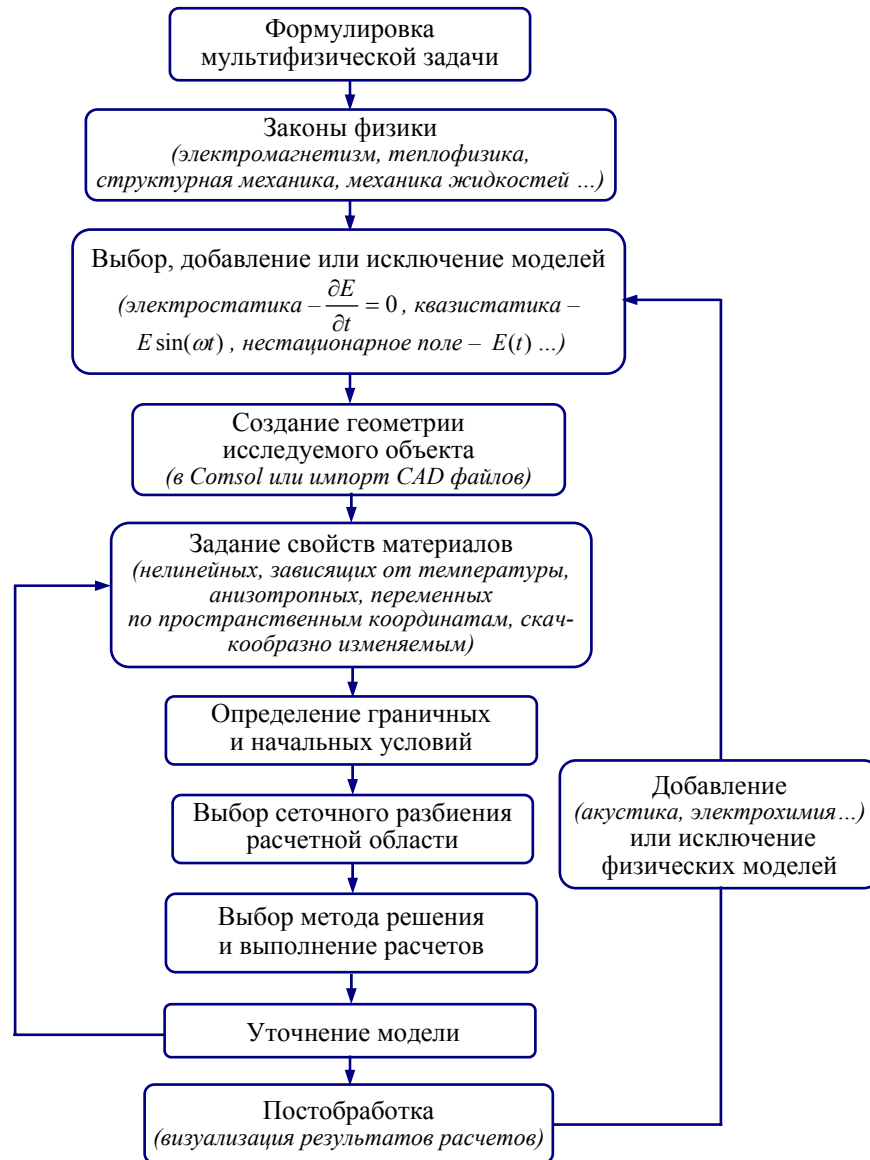 Формулировка
мультифизической задачи
Законы физики
(электромагнетизм, теплофизика,
структурная механика, механика жидкостей ...)
Выбор, добавление или исключение моделей
(электростатика – ∂E/∂t = 0 , квазистатика –
E sin(ωt) , нестационарное поле – E(t) ...)
Создание геометрии
исследуемого объекта
(в Comsol или импорт CAD файлов)
Задание свойств материалов
(нелинейных, зависящих от температуры,
анизотропных, переменных
по пространственным координатам, скач-
кообразно изменяемым)
Определение граничных
и начальных условий
Выбор сеточного разбиения
расчетной области
Выбор метода решения
и выполнение расчетов
Уточнение модели
Постобработка
(визуализация результатов расчетов)
Добавление
(акустика, электрохимия...)
или исключение
физических моделей